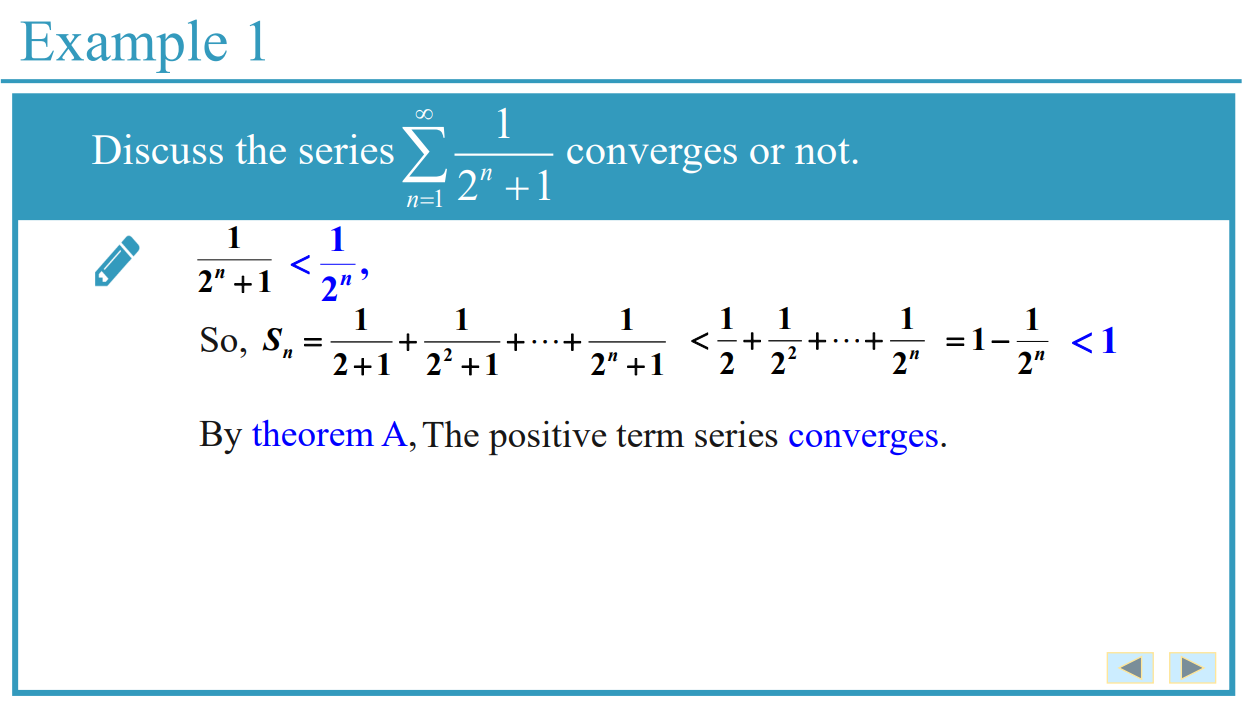 Example 1
Discuss the series \sum_{n=1}^{\infty} \frac{1}{2^n + 1} converges or not.
\frac{1}{2^n + 1} < \frac{1}{2^n},
So, S_n = \frac{1}{2+1} + \frac{1}{2^2 + 1} + \cdots + \frac{1}{2^n + 1} < \frac{1}{2} + \frac{1}{2^2} + \cdots + \frac{1}{2^n} = 1 - \frac{1}{2^n} < 1
By theorem A, The positive term series converges.